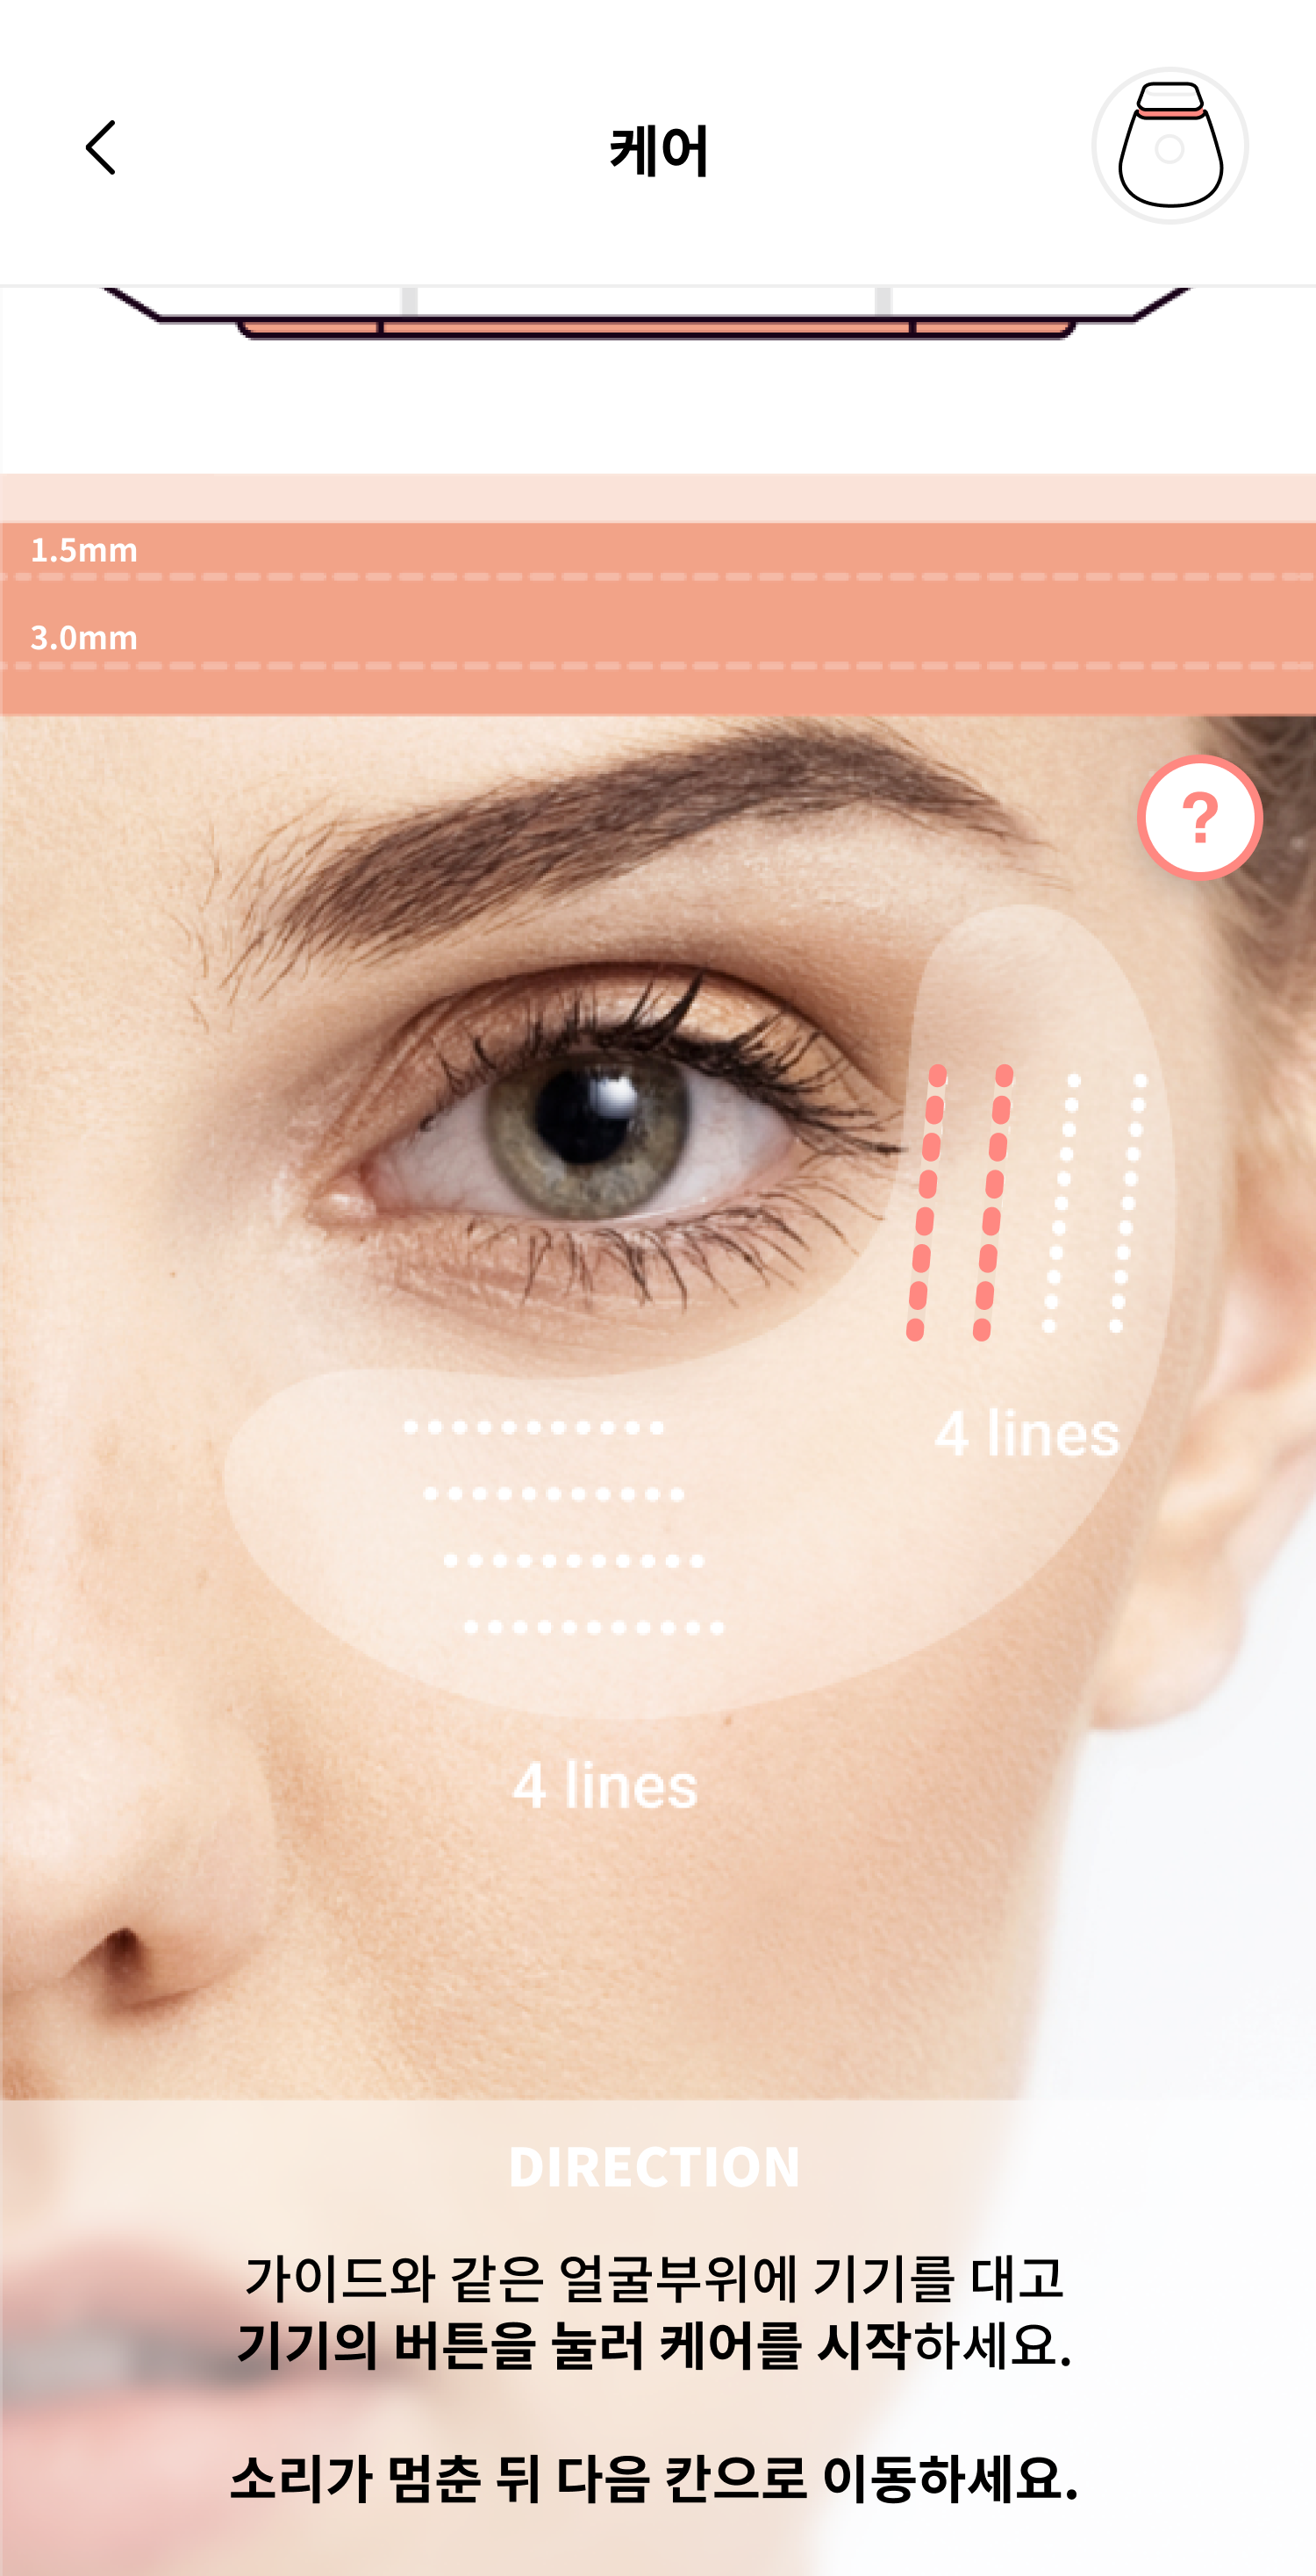 케어
1.5mm
3.0mm
?
4 lines
4 lines
DIRECTION
가이드와 같은 얼굴부위에 기기를 대고
기기의 버튼을 눌러 케어를 시작하세요.
소리가 멈춘 뒤 다음 칸으로 이동하세요.